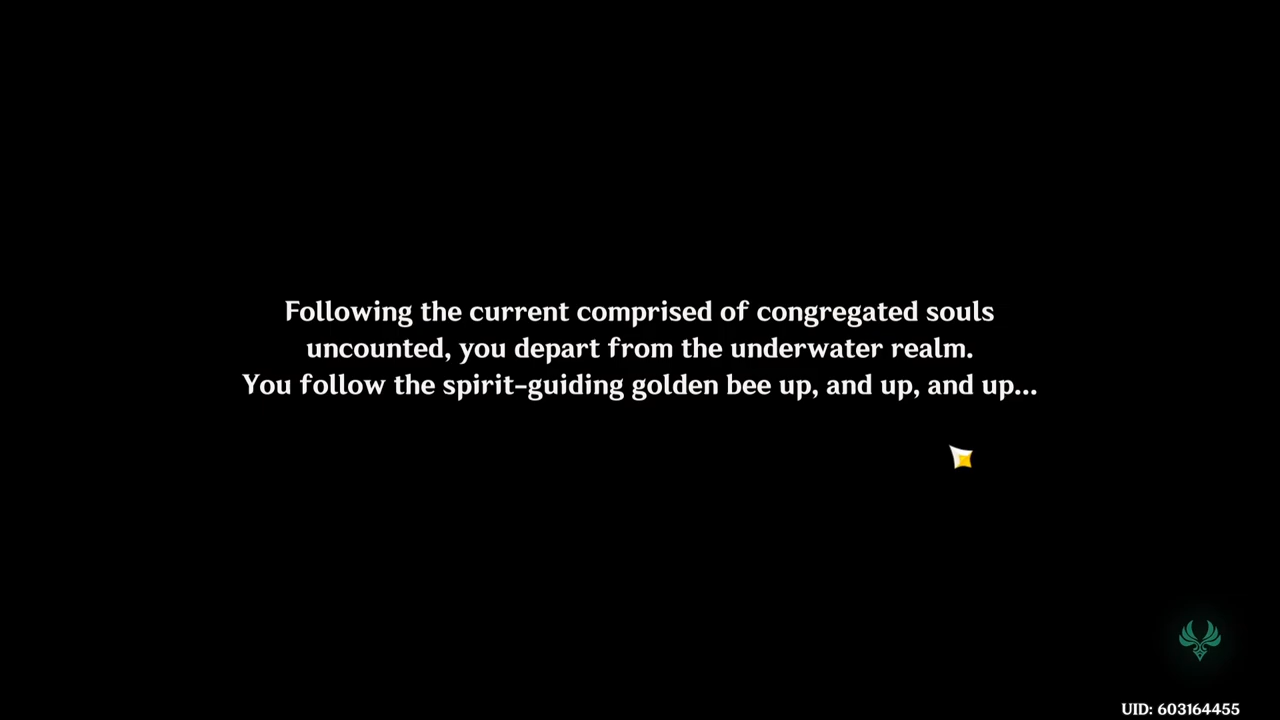 Following the current comprised of congregated souls
uncounted, you depart from the underwater realm.
You follow the spirit-guiding golden bee up, and up, and up...
UID: 603164455